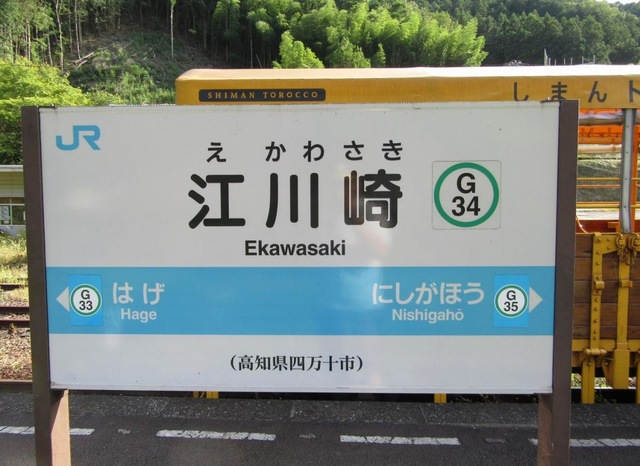 SHIMAN TOROCCO
しまんト
JR
えかわさき
江川崎
G
34
Ekawasaki
G
33
はげ
Hage
にしがほう
Nishigahō
G
35
(高知県四万十市)